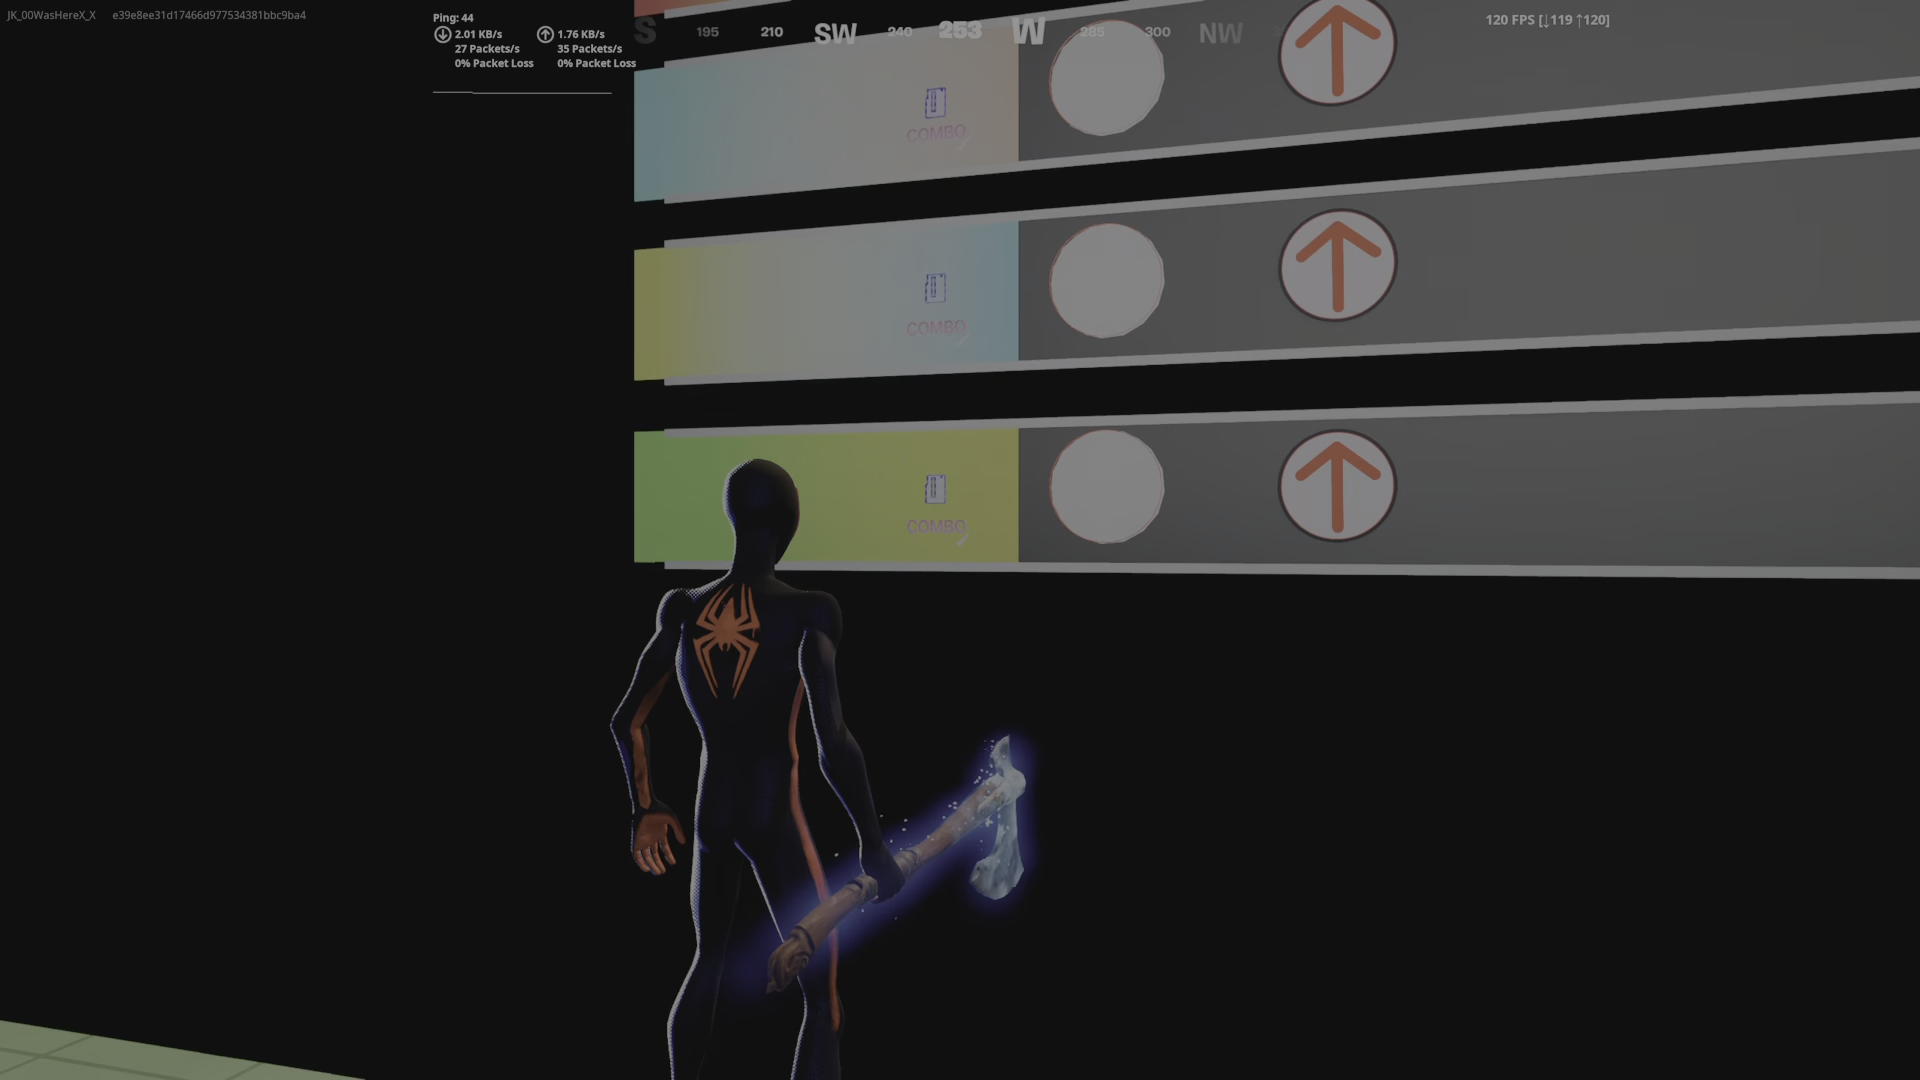 JK_00WasHereX_X e39e8ee31d17466d977534381bbc9ba4
Ping: 44
2.01 KB/s 1.76 KB/s
27 Packets/s 35 Packets/s
0% Packet Loss 0% Packet Loss
S 195 210 SW 240 253 W 285 300 NW
120 FPS [↓119 ↑120]
COMBO
COMBO
COMBO